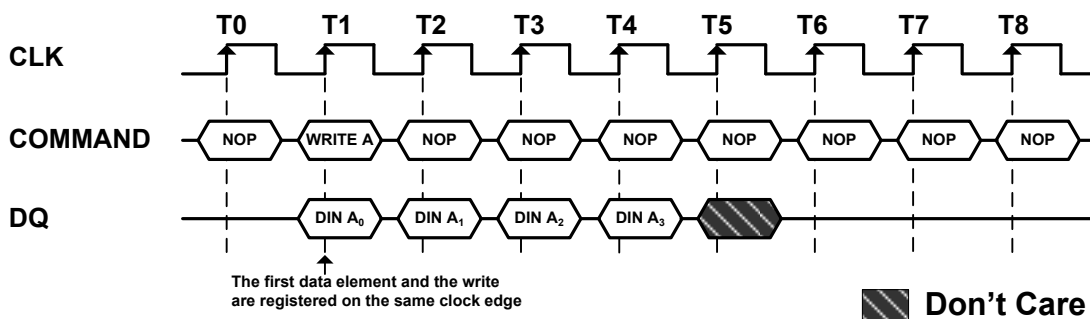 T0 T1 T2 T3 T4 T5 T6 T7 T8
CLK
COMMAND NOP WRITE A NOP NOP NOP NOP NOP NOP NOP
DQ DIN A₀ DIN A₁ DIN A₂ DIN A₃
The first data element and the write
are registered on the same clock edge
Don't Care